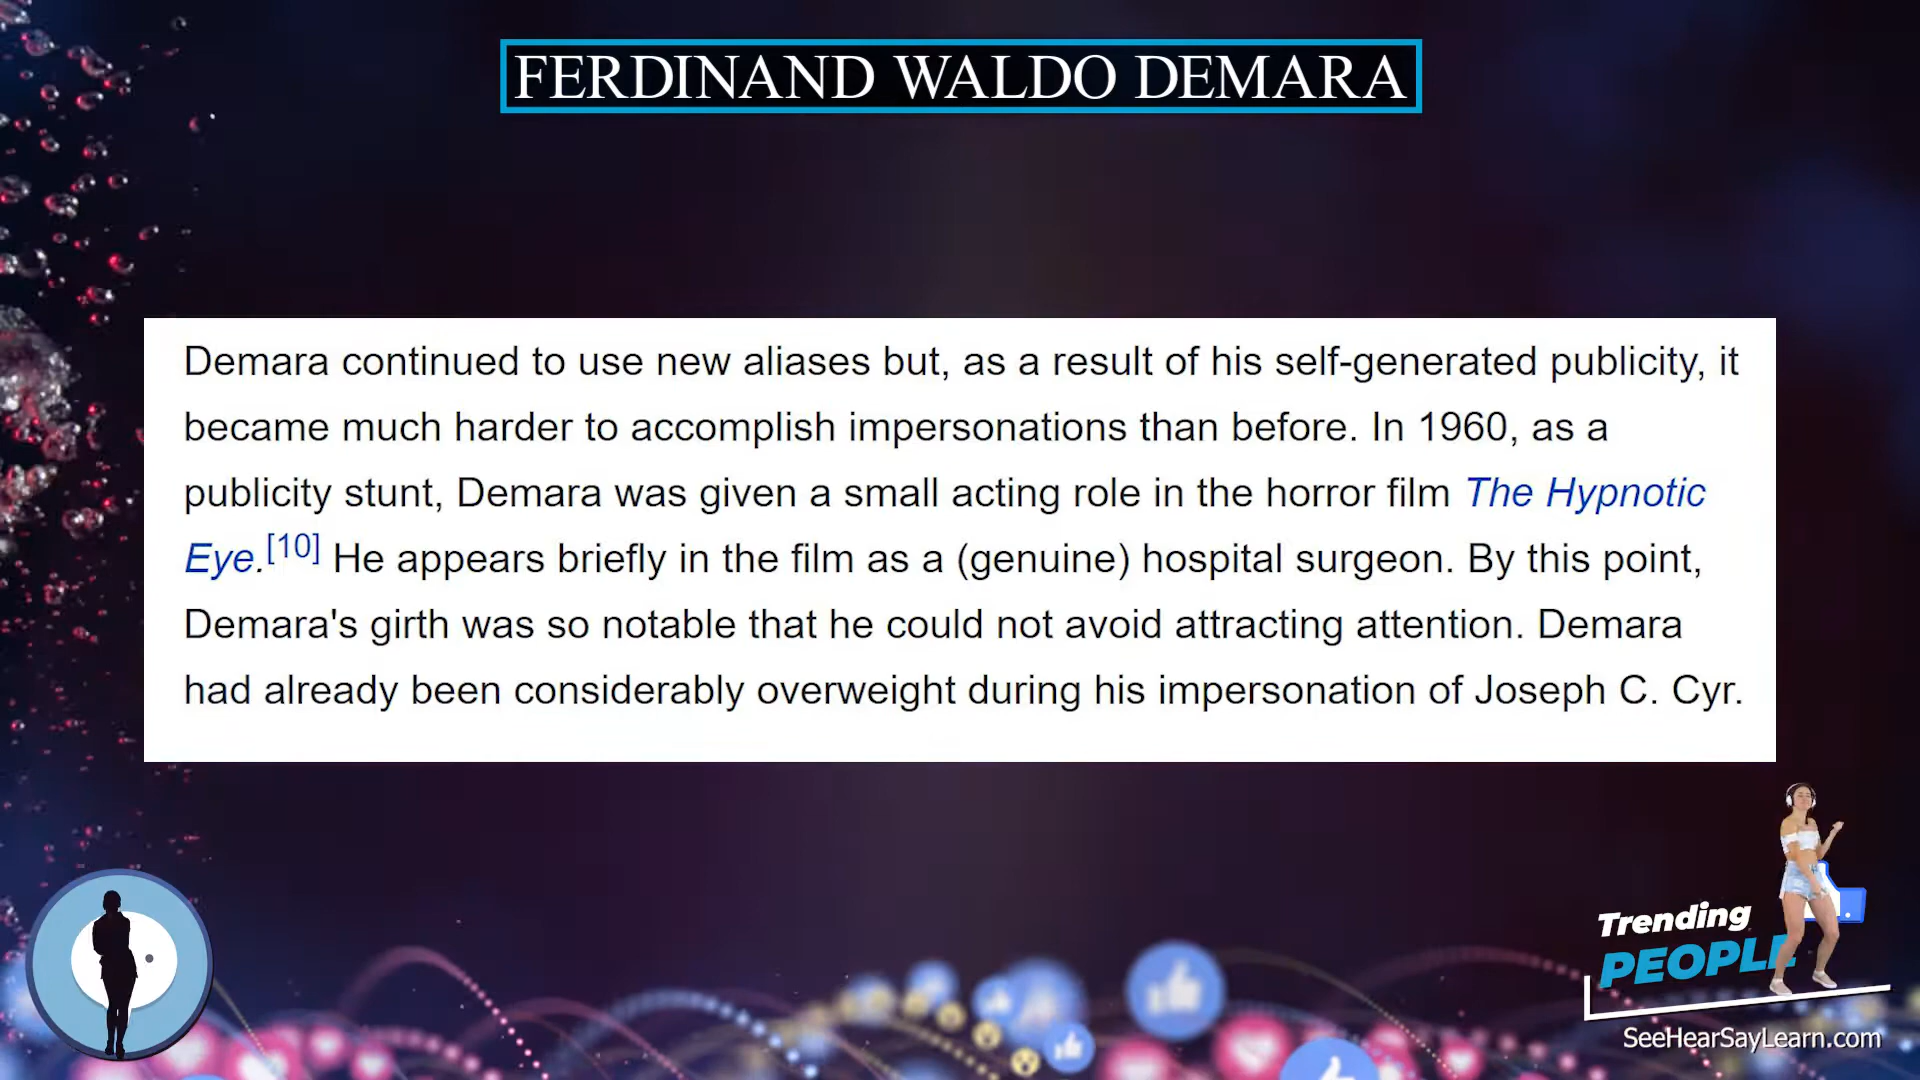 FERDINAND WALDO DEMARA
Demara continued to use new aliases but, as a result of his self-generated publicity, it
became much harder to accomplish impersonations than before. In 1960, as a
publicity stunt, Demara was given a small acting role in the horror film The Hypnotic
Eye.[10] He appears briefly in the film as a (genuine) hospital surgeon. By this point,
Demara's girth was so notable that he could not avoid attracting attention. Demara
had already been considerably overweight during his impersonation of Joseph C. Cyr.
Trending
PEOPLE
SeeHearSayLearn.com